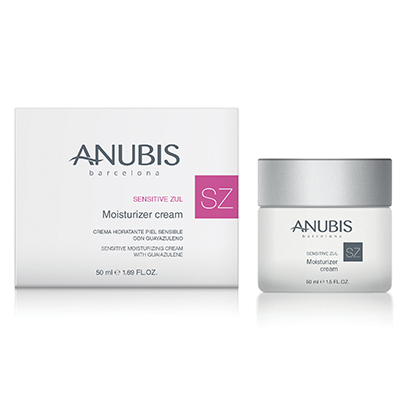 ANUBIS
barcelona
SENSITIVE ZUL
SZ
Moisturizer cream
CREMA HIDRATANTE PIEL SENSIBLE
CON GUAYAZULENO
SENSITIVE MOISTURIZING CREAM
WITH GUAIAZULENE
50 ml e 1.69 FL.OZ.
ANUBIS
barcelona
SENSITIVE ZUL
SZ
Moisturizer
cream
50 ml e 1.5 FL.OZ.